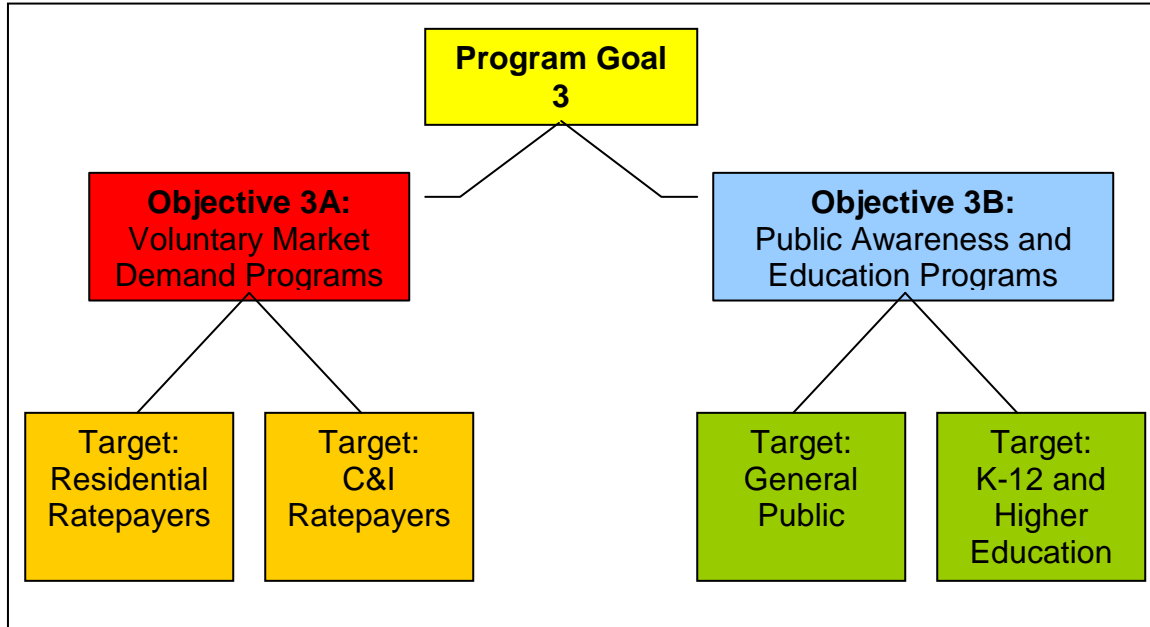 Program Goal
3
Objective 3A:
Voluntary Market
Demand Programs
Objective 3B:
Public Awareness and
Education Programs
Target:
Residential
Ratepayers
Target:
C&I
Ratepayers
Target:
General
Public
Target:
K-12 and
Higher
Education